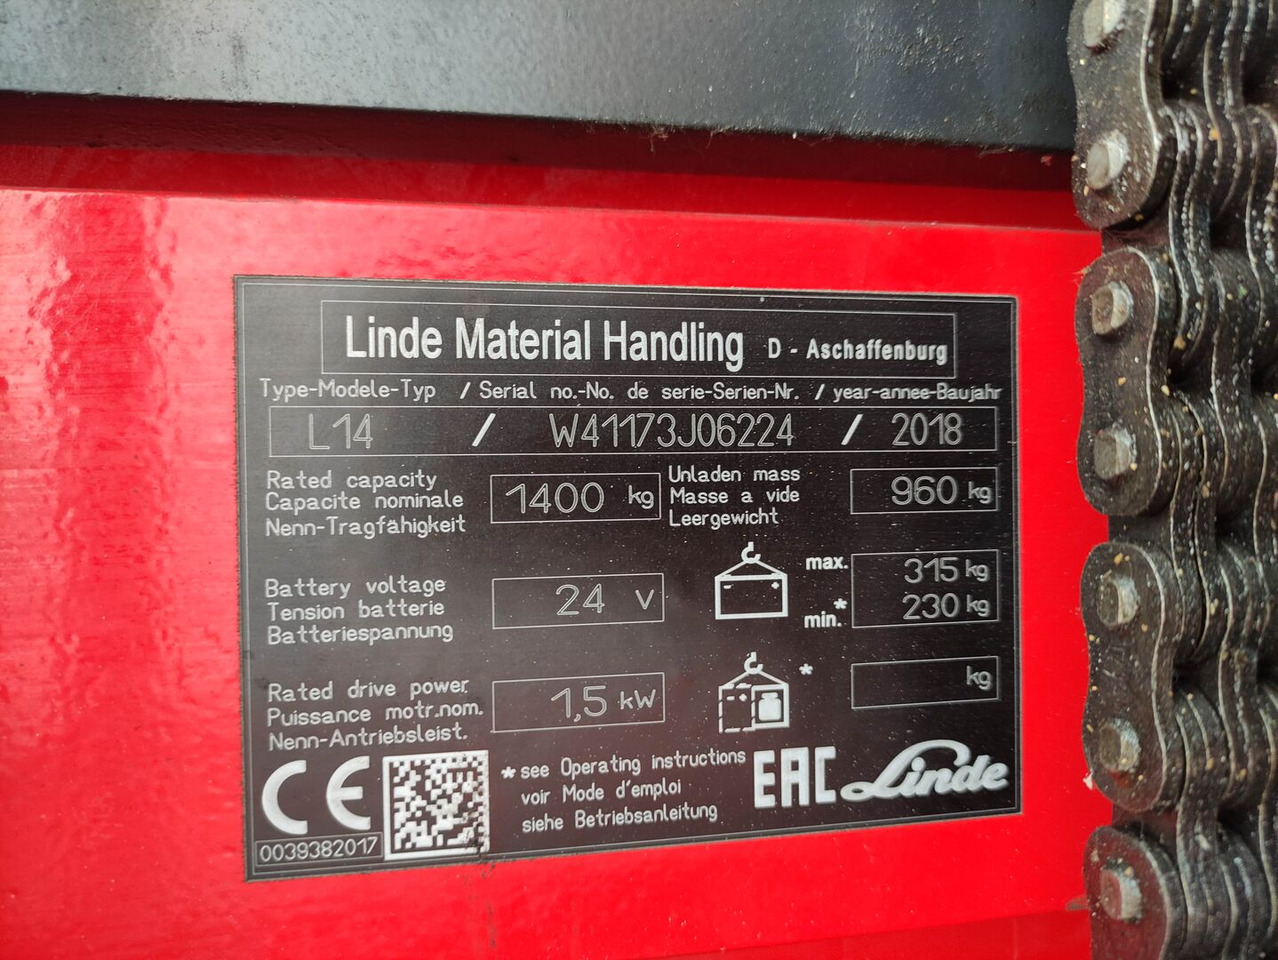 Linde Material Handling D - Aschaffenburg
Type-Modele-Typ / Serial no.-No. de serie-Serien-Nr. / year-annee-Baujahr
L14 / W41173J06224 / 2018
Rated capacity
Capacite nominale
Nenn-Tragfähigkeit
1400 kg
Unladen mass
Masse a vide
Leergewicht
960 kg
Battery voltage
Tension batterie
Batteriespannung
24 V
max. 315 kg
min.* 230 kg
Rated drive power
Puissance motr.nom.
Nenn-Antriebsleist.
1,5 kW
* kg
CE
0039382017
* see Operating instructions
voir Mode d'emploi
siehe Betriebsanleitung
EAC
Linde